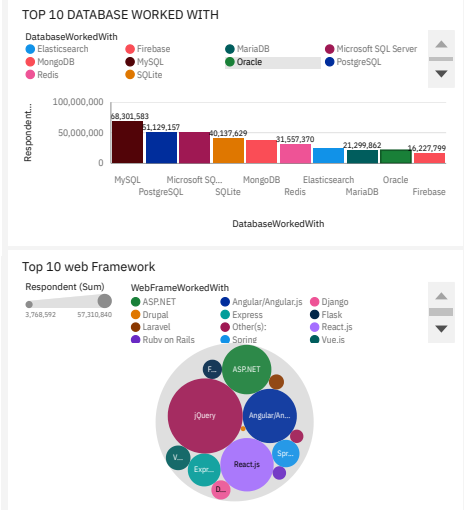 TOP 10 DATABASE WORKED WITH
DatabaseWorkedWith
Elasticsearch Firebase MariaDB Microsoft SQL Server
MongoDB MySQL Oracle PostgreSQL
Redis SQLite
Respondent...
100,000,000
50,000,000
0
68,301,583
51,129,157
40,137,629
31,557,370
21,299,862
16,227,799
MySQL Microsoft SQ... MongoDB Elasticsearch Oracle
PostgreSQL SQLite Redis MariaDB Firebase
DatabaseWorkedWith
Top 10 web Framework
Respondent (Sum)
3,768,592 57,310,840
WebFrameWorkedWith
ASP.NET Angular/Angular.js Django
Drupal Express Flask
Laravel Other(s): React.js
Ruby on Rails Spring Vue.js
F... ASP.NET
jQuery Angular/An...
V... Expr... React.js Spr...
D...